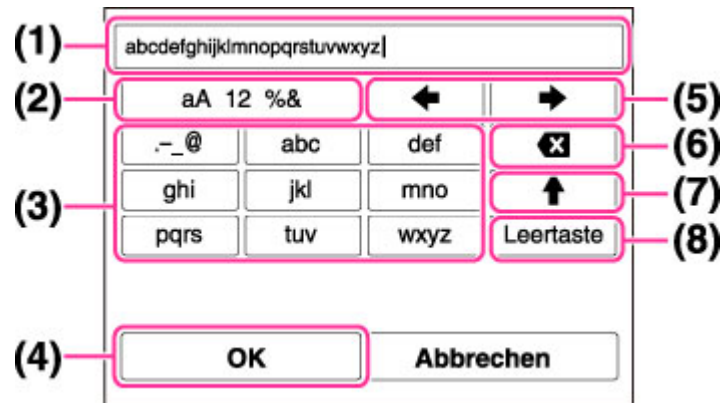 (1) abcdefghijklmnopqrstuvwxyz
(2) aA 12 %& (5)
.-_@ abc def (6)
(3) ghi jkl mno (7)
pqrs tuv wxyz Leertaste (8)
(4) OK Abbrechen